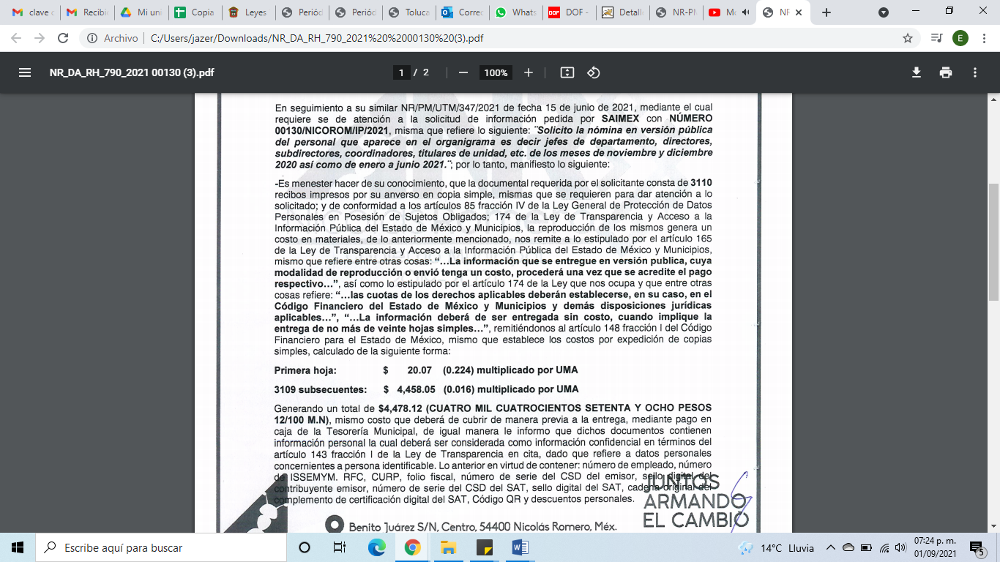 clave c
Recibi
Mi uni
Copia
Leyes
Periód
Periód
Toluca
Correc
Whats
DOF -
Detall
NR-PI
Mo
NF
Archivo | C:/Users/jazer/Downloads/NR_DA_RH_790_2021%20%2000130%20(3).pdf
E
NR_DA_RH_790_2021 00130 (3).pdf
1 / 2
100%
En seguimiento a su similar NR/PM/UTM/347/2021 de fecha 15 de junio de 2021, mediante el cual
requiere se de atención a la solicitud de información pedida por SAIMEX con NÚMERO
00130/NICOROM/IP/2021, misma que refiere lo siguiente: ¨Solicito la nómina en versión pública
del personal que aparece en el organigrama es decir jefes de departamento, directores,
subdirectores, coordinadores, titulares de unidad, etc. de los meses de noviembre y diciembre
2020 así como de enero a junio 2021.¨; por lo tanto, manifiesto lo siguiente:
-Es menester hacer de su conocimiento, que la documental requerida por el solicitante consta de 3110
recibos impresos por su anverso en copia simple, mismas que se requieren para dar atención a lo
solicitado; y de conformidad a los artículos 85 fracción IV de la Ley General de Protección de Datos
Personales en Posesión de Sujetos Obligados; 174 de la Ley de Transparencia y Acceso a la
Información Pública del Estado de México y Municipios, la reproducción de los mismos genera un
costo en materiales, de lo anteriormente mencionado, nos remite a lo estipulado por el artículo 165
de la Ley de Transparencia y Acceso a la Información Pública del Estado de México y Municipios,
mismo que refiere entre otras cosas: “…La información que se entregue en versión publica, cuya
modalidad de reproducción o envió tenga un costo, procederá una vez que se acredite el pago
respectivo…”, así como lo estipulado por el artículo 174 de la Ley que nos ocupa y que entre otras
cosas refiere: “…las cuotas de los derechos aplicables deberán establecerse, en su caso, en el
Código Financiero del Estado de México y Municipios y demás disposiciones jurídicas
aplicables…”, “…La información deberá de ser entregada sin costo, cuando implique la
entrega de no más de veinte hojas simples…”, remitiéndonos al artículo 148 fracción I del Código
Financiero para el Estado de México, mismo que establece los costos por expedición de copias
simples, calculado de la siguiente forma:
Primera hoja: $ 20.07 (0.224) multiplicado por UMA
3109 subsecuentes: $ 4,458.05 (0.016) multiplicado por UMA
Generando un total de $4,478.12 (CUATRO MIL CUATROCIENTOS SETENTA Y OCHO PESOS
12/100 M.N), mismo costo que deberá de cubrir de manera previa a la entrega, mediante pago en
caja de la Tesorería Municipal, de igual manera le informo que dichos documentos contienen
información personal la cual deberá ser considerada como información confidencial en términos del
artículo 143 fracción I de la Ley de Transparencia en cita, dado que refiere a datos personales
concernientes a persona identificable. Lo anterior en virtud de contener: número de empleado, número
de ISSEMYM. RFC, CURP, folio fiscal, número de serie del CSD del emisor, sello digital del
contribuyente emisor, número de serie del CSD del SAT, sello digital del SAT, cadena original del
complemento de certificación digital del SAT, Código QR y descuentos personales.
JUNTOS
ARMANDO
EL CAMBIO
Benito Juárez S/N, Centro, 54400 Nicolás Romero, Méx.
Escribe aquí para buscar
14°C Lluvia
07:24 p. m.
01/09/2021
5